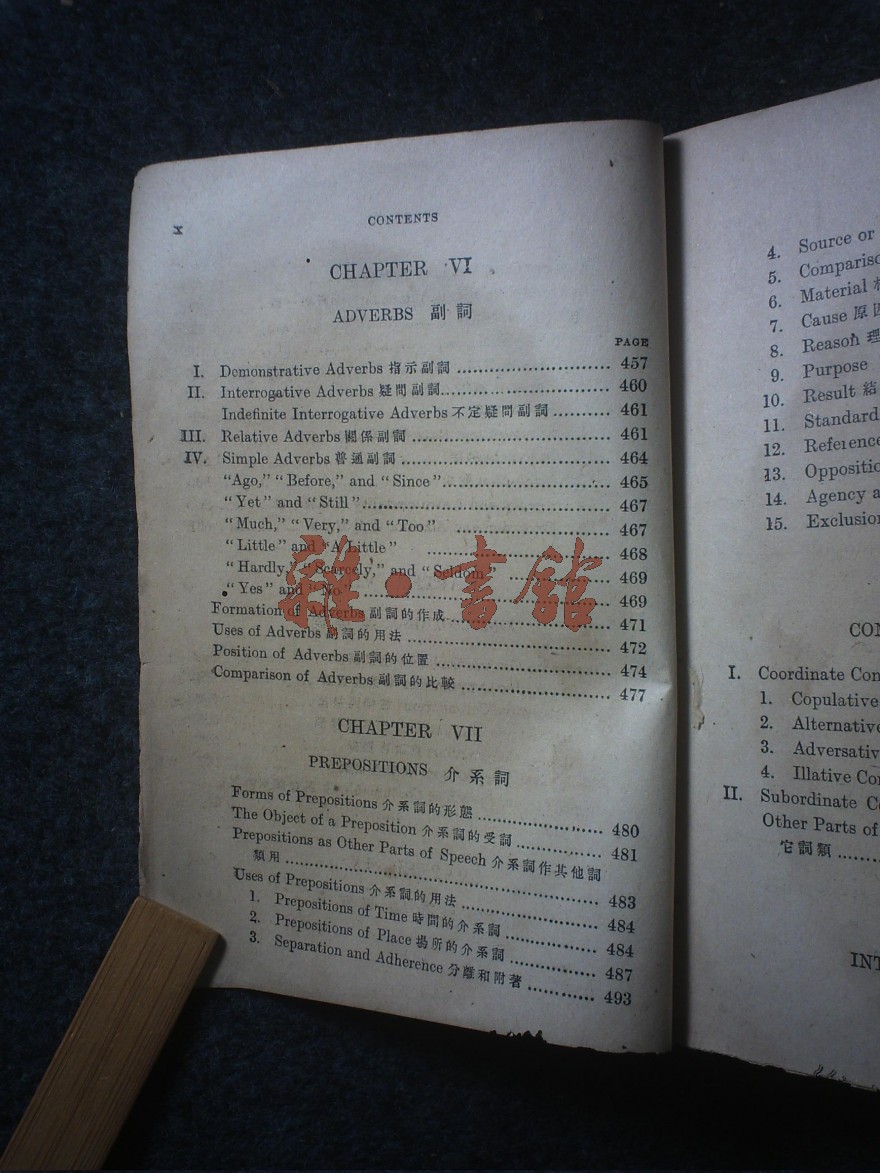 x
CONTENTS
CHAPTER VI
ADVERBS 副詞
PAGE
I. Demonstrative Adverbs 指示副詞 ............................ 457
II. Interrogative Adverbs 疑問副詞............................ 460
Indefinite Interrogative Adverbs 不定疑問副詞.......... 461
III. Relative Adverbs 關係副詞 .................................... 461
IV. Simple Adverbs 普通副詞 ...................................... 464
"Ago," "Before," and "Since"............................... 465
"Yet" and "Still"............................................. 467
"Much," "Very," and "Too" ............................ 467
"Little" and "A Little" ................................. 468
"Hardly," "Scarcely," and "Seldom" .................. 469
"Yes" and "No" ............................................. 469
Formation of Adverbs 副詞的作成 ............................ 471
Uses of Adverbs 副詞的用法 .................................... 472
Position of Adverbs 副詞的位置 ................................ 474
Comparison of Adverbs 副詞的比較 ............................ 477
CHAPTER VII
PREPOSITIONS 介系詞
Forms of Prepositions 介系詞的形態 ...................... 480
The Object of a Preposition 介系詞的受詞 ............... 481
Prepositions as Other Parts of Speech 介系詞作其他詞
類用 ................................................... 483
Uses of Prepositions 介系詞的用法 .......................... 484
1. Prepositions of Time 時間的介系詞 ................... 484
2. Prepositions of Place 場所的介系詞 ................... 487
3. Separation and Adherence 分離和附著 ............ 493
雜·書館
4. Source or
5.
6. Material
7. Cause 原
8. Reason 理
9. Purpose
10. Result 結
11. Standard
12.
13.
14. Agency
15.
I. Coordinate
1. Copulative
2.
3.
4. Illative
II. Subordinate
Other Parts of
它詞類 ........